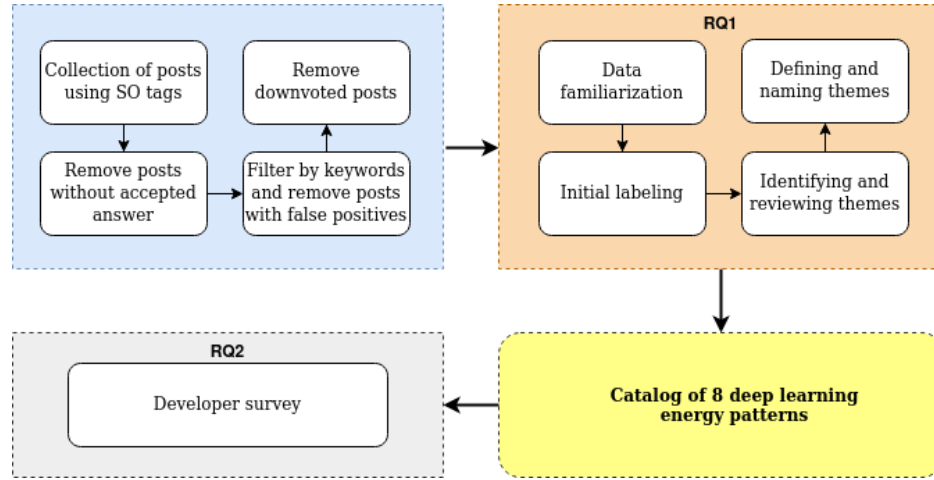 Collection of posts
using SO tags
Remove posts
without accepted
answer
Filter by keywords
and remove posts
with false positives
Remove
downvoted posts
RQ1
Data
familiarization
Initial labeling
Identifying and
reviewing themes
Defining and
naming themes
Catalog of 8 deep learning
energy patterns
RQ2
Developer survey